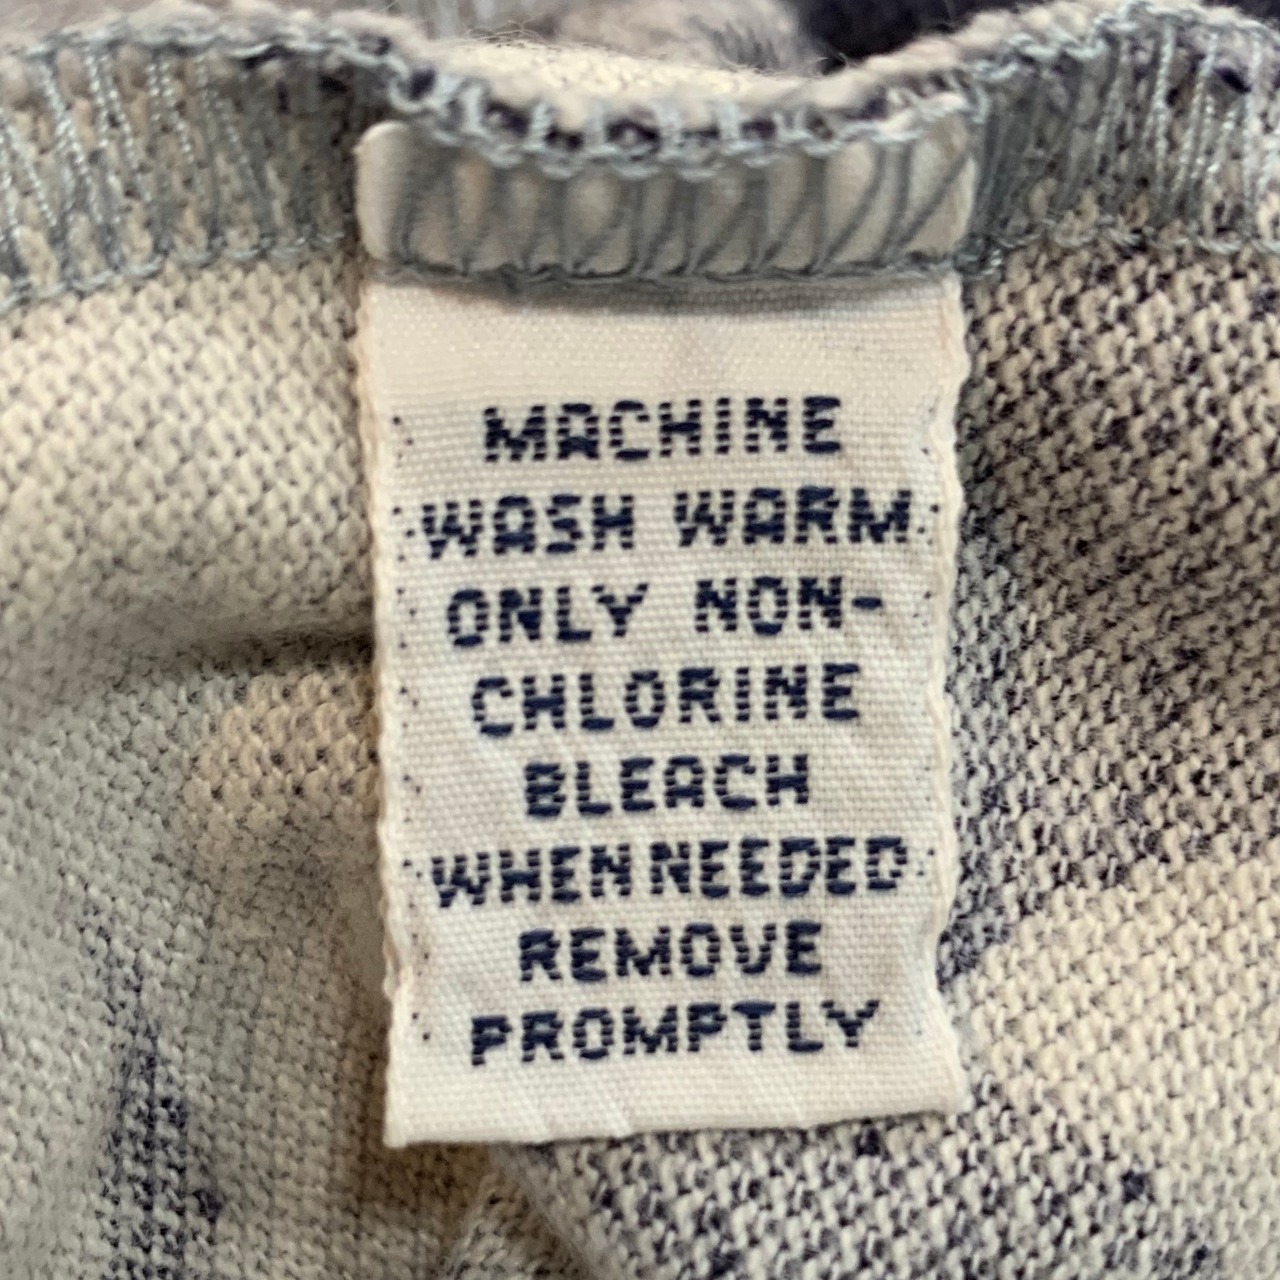 MACHINE
WASH WARM
ONLY NON-
CHLORINE
BLEACH
WHEN NEEDED
REMOVE
PROMPTLY